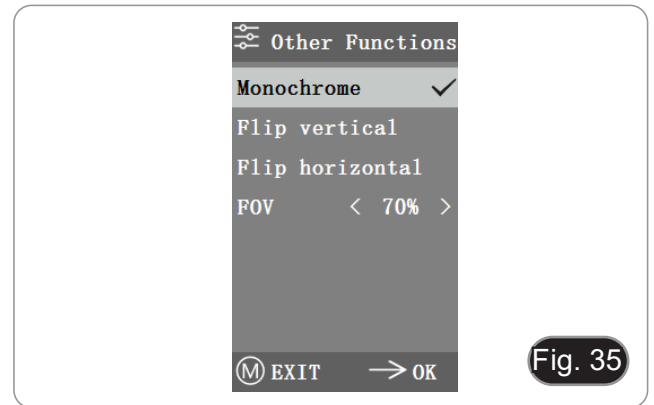 Other Functions
Monochrome
Flip vertical
Flip horizontal
FOV < 70% >
M EXIT → OK
Fig. 35